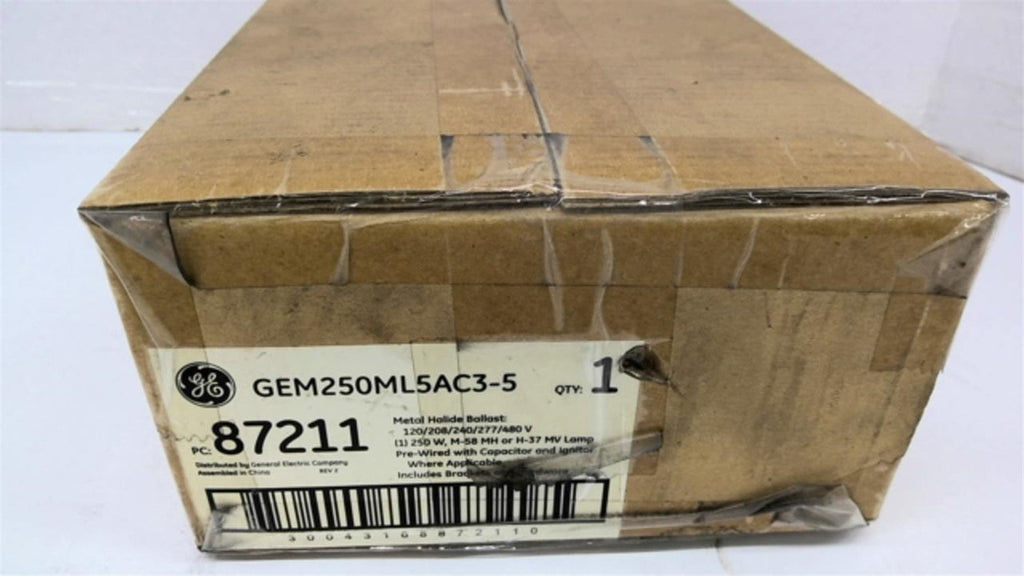 GE GEM250ML5AC3-5 QTY: 1
PC: 87211
Metal Halide Ballast:
120/208/240/277/480 V
(1) 250 W, M-58 MH or H-37 MV Lamp
Pre-Wired with Capacitor and Ignitor
Where Applicable
Includes
Distributed by General Electric Company
Assembled in China REV 2